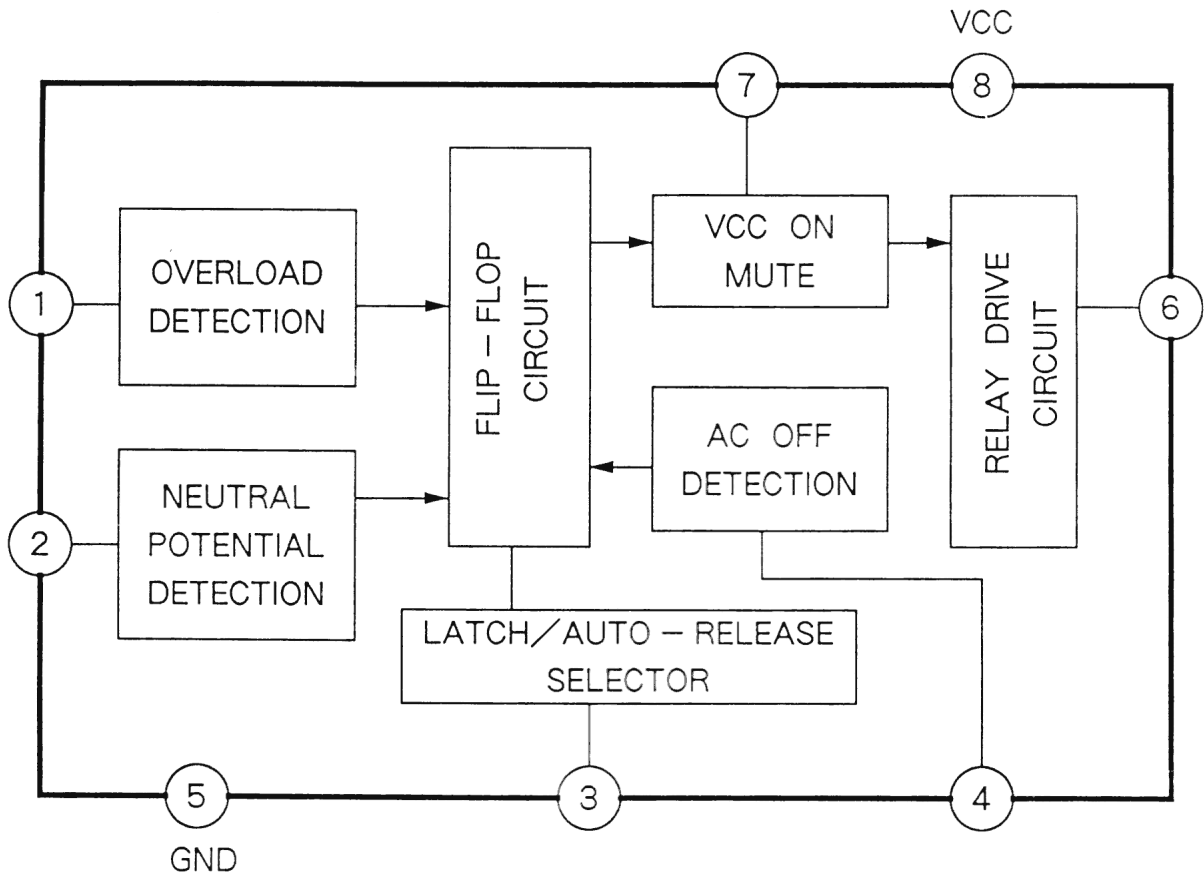 VCC
7
8
OVERLOAD
DETECTION
FLIP-FLOP
CIRCUIT
VCC ON
MUTE
RELAY DRIVE
CIRCUIT
1
6
NEUTRAL
POTENTIAL
DETECTION
AC OFF
DETECTION
2
LATCH/AUTO-RELEASE
SELECTOR
5
3
4
GND